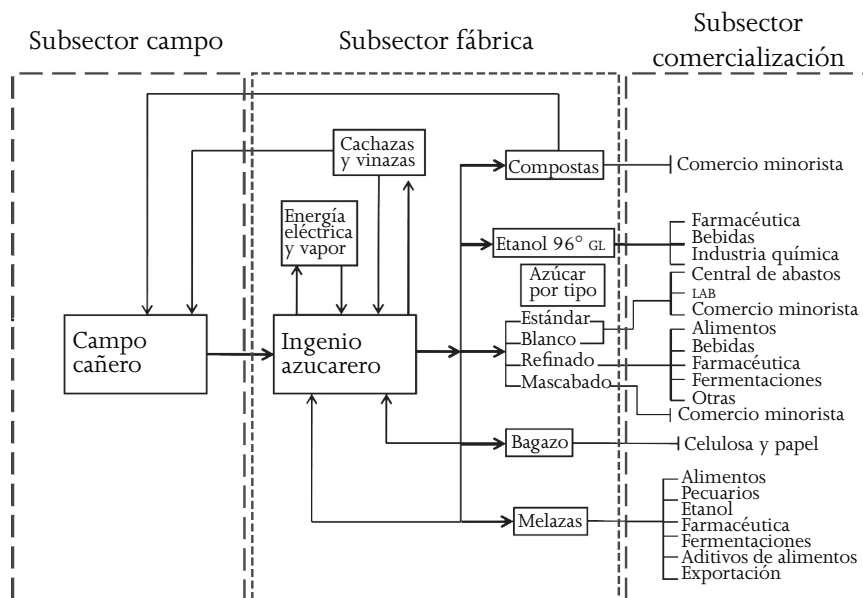 Subsector campo
Subsector fábrica
Subsector
comercialización
Cachazas
y vinazas
Compostas
Comercio minorista
Energía
eléctrica
y vapor
Etanol 96° GL
Farmacéutica
Bebidas
Industria química
Azúcar
por tipo
Central de abastos
LAB
Comercio minorista
Campo
cañero
Ingenio
azucarero
Estándar
Blanco
Refinado
Mascabado
Alimentos
Bebidas
Farmacéutica
Fermentaciones
Otras
Comercio minorista
Bagazo
Celulosa y papel
Melazas
Alimentos
Pecuarios
Etanol
Farmacéutica
Fermentaciones
Aditivos de alimentos
Exportación